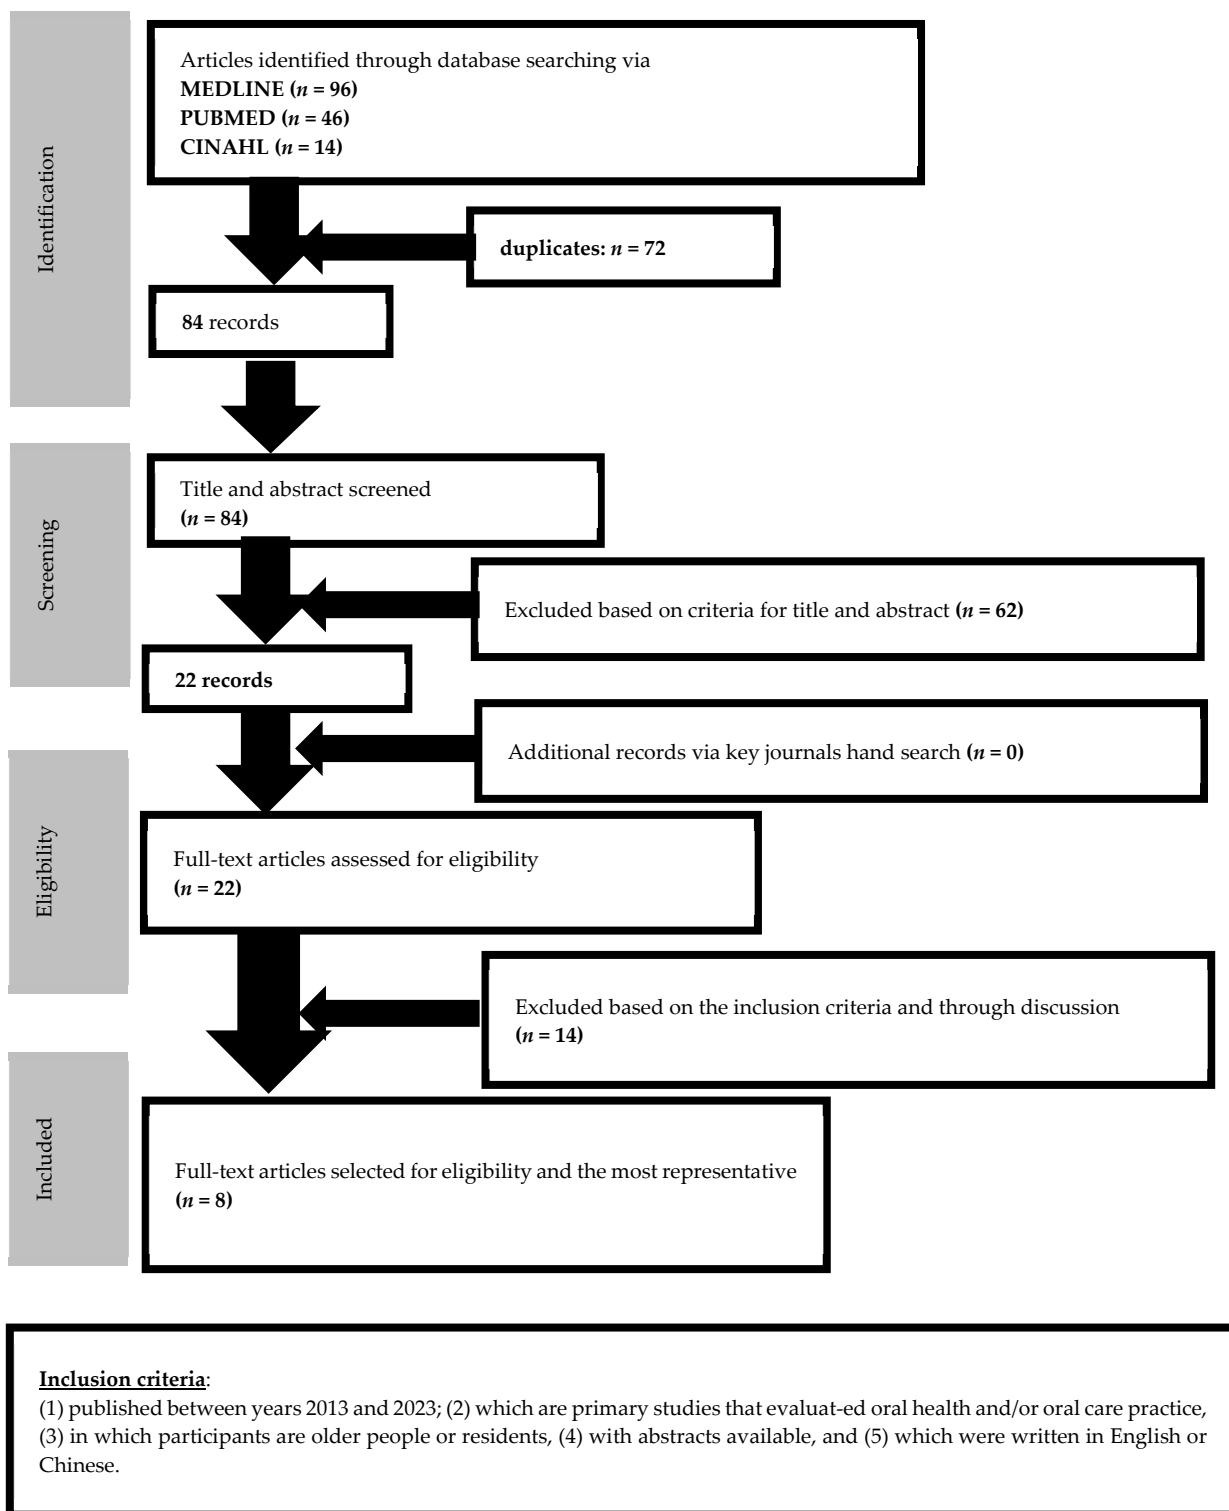 Identification
Articles identified through database searching via
MEDLINE (n = 96)
PUBMED (n = 46)
CINAHL (n = 14)
duplicates: n = 72
84 records
Screening
Title and abstract screened
(n = 84)
Excluded based on criteria for title and abstract (n = 62)
22 records
Additional records via key journals hand search (n = 0)
Eligibility
Full-text articles assessed for eligibility
(n = 22)
Excluded based on the inclusion criteria and through discussion
(n = 14)
Included
Full-text articles selected for eligibility and the most representative
(n = 8)
Inclusion criteria:
(1) published between years 2013 and 2023; (2) which are primary studies that evaluat-ed oral health and/or oral care practice,
(3) in which participants are older people or residents, (4) with abstracts available, and (5) which were written in English or
Chinese.